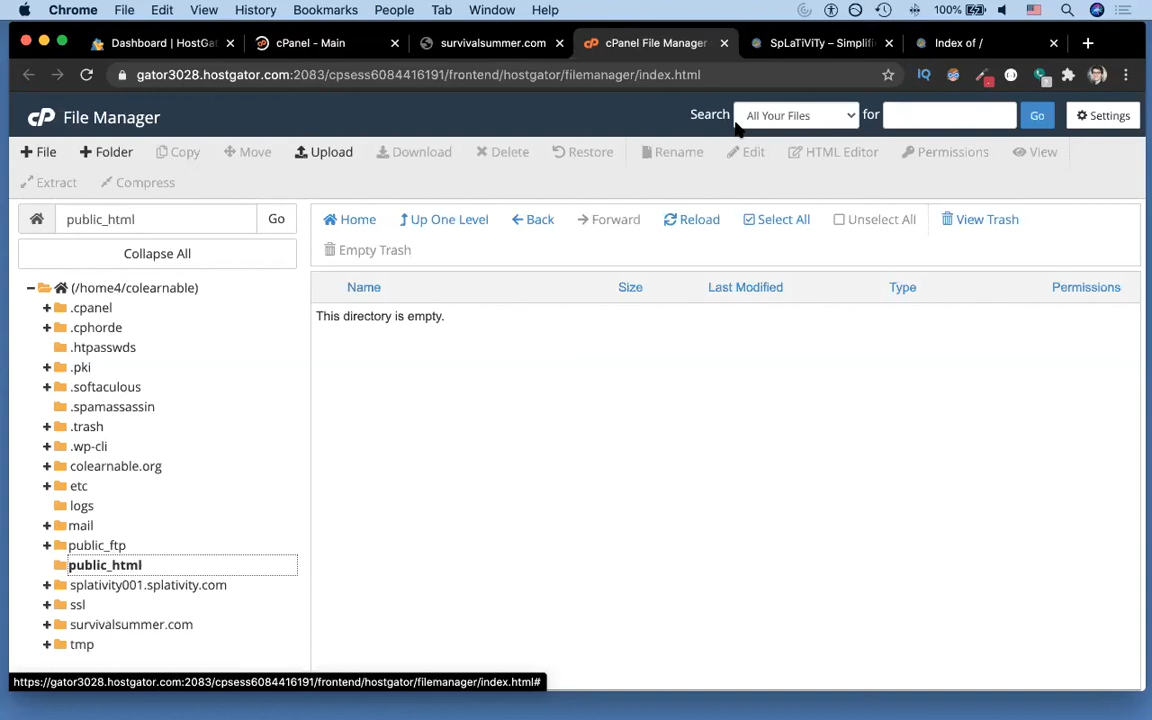 Chrome File Edit View History Bookmarks People Tab Window Help 100%
Dashboard | HostGa cPanel - Main survivalsummer.com cPanel File Manager SpLaTiViTy – Simplifi Index of /
gator3028.hostgator.com:2083/cpsess6084416191/frontend/hostgator/filemanager/index.html
cP File Manager Search All Your Files for Go Settings
File Folder Copy Move Upload Download Delete Restore Rename Edit HTML Editor Permissions View
Extract Compress
public_html Go Home Up One Level Back Forward Reload Select All Unselect All View Trash
Collapse All Empty Trash
Name Size Last Modified Type Permissions
This directory is empty.
(/home4/colearnable)
.cpanel
.cphorde
.htpasswds
.pki
.softaculous
.spamassassin
.trash
.wp-cli
colearnable.org
etc
logs
mail
public_ftp
public_html
splativity001.splativity.com
ssl
survivalsummer.com
tmp
https://gator3028.hostgator.com:2083/cpsess6084416191/frontend/hostgator/filemanager/index.html#